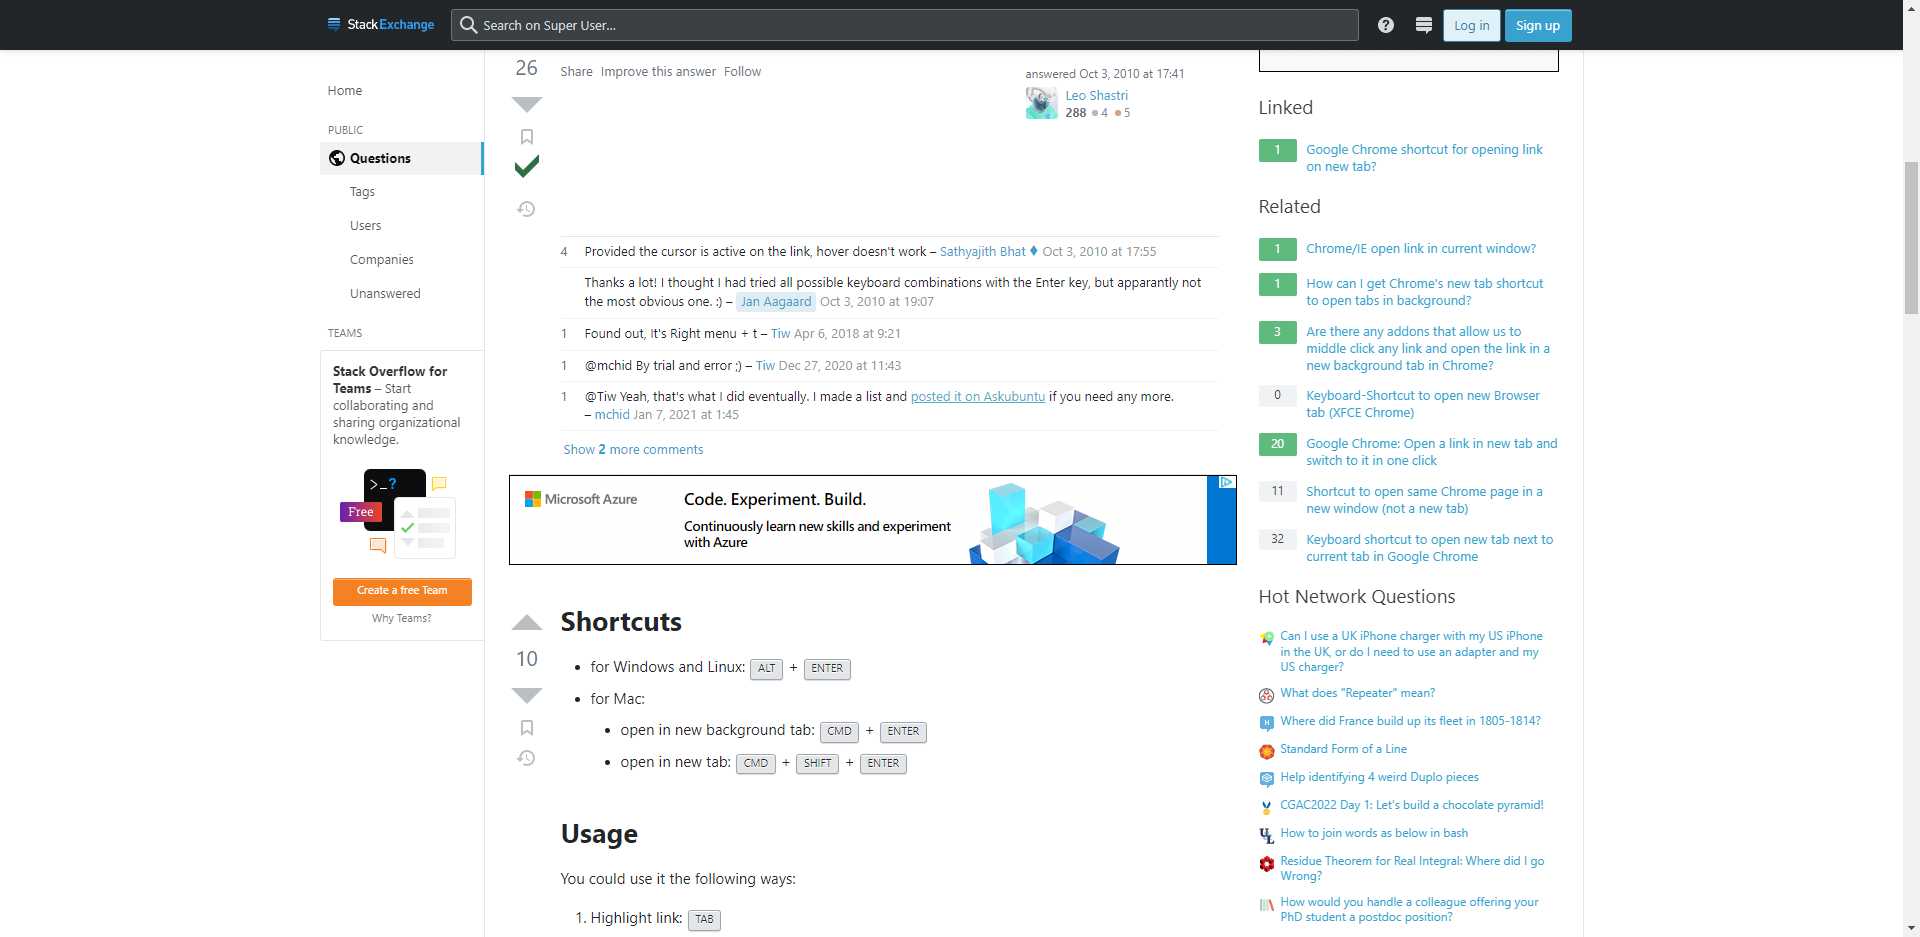 StackExchange
Search on Super User...
Log in
Sign up
Home
PUBLIC
Questions
Tags
Users
Companies
Unanswered
TEAMS
Stack Overflow for
Teams – Start
collaborating and
sharing organizational
knowledge.
>_?
Free
Create a free Team
Why Teams?
26
Share Improve this answer Follow
answered Oct 3, 2010 at 17:41
Leo Shastri
288 4 5
4 Provided the cursor is active on the link, hover doesn't work – Sathyajith Bhat ♦ Oct 3, 2010 at 17:55
Thanks a lot! I thought I had tried all possible keyboard combinations with the Enter key, but apparantly not
the most obvious one. :) – Jan Aagaard Oct 3, 2010 at 19:07
1 Found out, It's Right menu + t – Tiw Apr 6, 2018 at 9:21
1 @mchid By trial and error ;) – Tiw Dec 27, 2020 at 11:43
1 @Tiw Yeah, that's what I did eventually. I made a list and posted it on Askubuntu if you need any more.
– mchid Jan 7, 2021 at 1:45
Show 2 more comments
Microsoft Azure
Code. Experiment. Build.
Continuously learn new skills and experiment
with Azure
10
Shortcuts
• for Windows and Linux: ALT + ENTER
• for Mac:
• open in new background tab: CMD + ENTER
• open in new tab: CMD + SHIFT + ENTER
Usage
You could use it the following ways:
1. Highlight link: TAB
Linked
1 Google Chrome shortcut for opening link
on new tab?
Related
1 Chrome/IE open link in current window?
1 How can I get Chrome's new tab shortcut
to open tabs in background?
3 Are there any addons that allow us to
middle click any link and open the link in a
new background tab in Chrome?
0 Keyboard-Shortcut to open new Browser
tab (XFCE Chrome)
20 Google Chrome: Open a link in new tab and
switch to it in one click
11 Shortcut to open same Chrome page in a
new window (not a new tab)
32 Keyboard shortcut to open new tab next to
current tab in Google Chrome
Hot Network Questions
Can I use a UK iPhone charger with my US iPhone
in the UK, or do I need to use an adapter and my
US charger?
What does "Repeater" mean?
Where did France build up its fleet in 1805-1814?
Standard Form of a Line
Help identifying 4 weird Duplo pieces
CGAC2022 Day 1: Let's build a chocolate pyramid!
How to join words as below in bash
Residue Theorem for Real Integral: Where did I go
Wrong?
How would you handle a colleague offering your
PhD student a postdoc position?